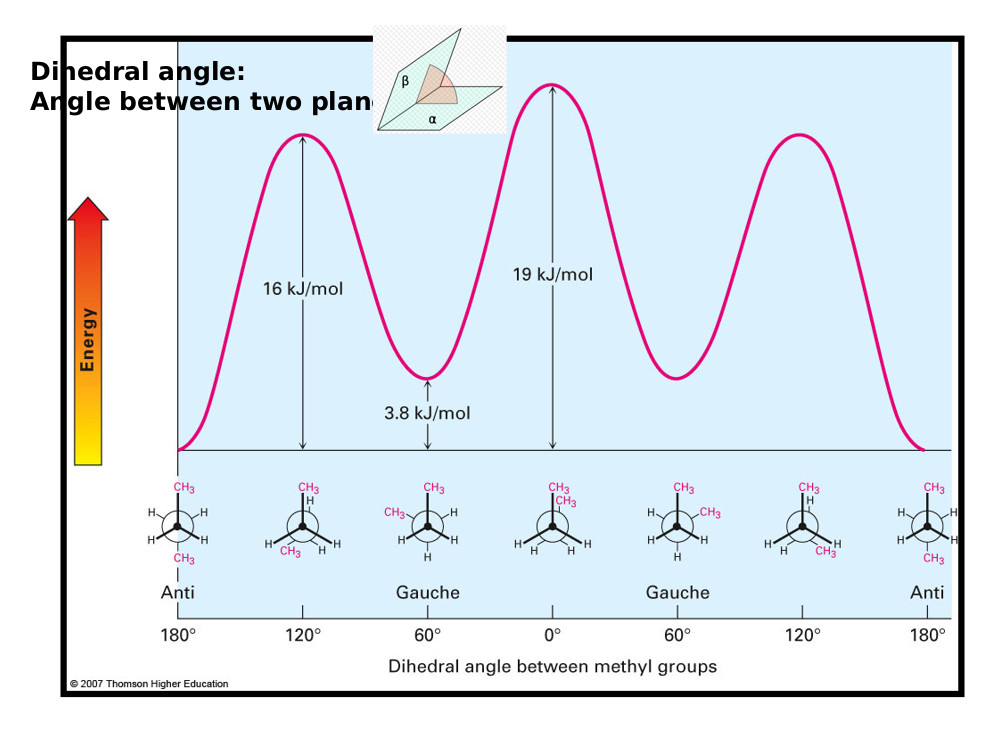 Dihedral angle:
Angle between two plan
β
α
16 kJ/mol
19 kJ/mol
3.8 kJ/mol
Energy
CH3 CH3 CH3 CH3 CH3 CH3 CH3
H H H CH3 H H H
H H CH3 H H CH3 H H
H H H H H H H H H H H H H H
CH3 CH3 H H H H H H CH3 CH3
Anti Gauche Gauche Anti
180° 120° 60° 0° 60° 120° 180°
Dihedral angle between methyl groups
© 2007 Thomson Higher Education